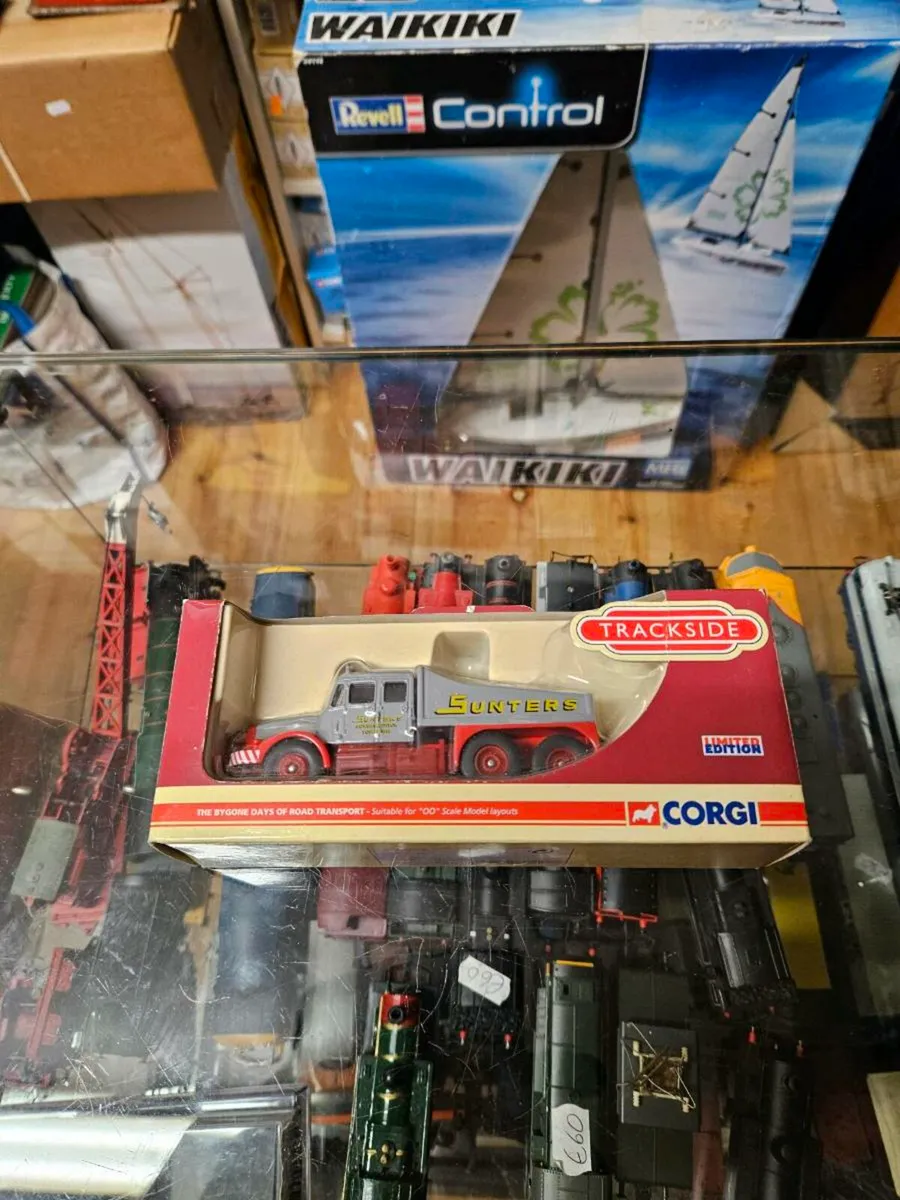 WAIKIKI
Revell Control
WAIKIKI
TRACKSIDE
SUNTERS
SUNTERS
LIMITED
EDITION
THE BYGONE DAYS OF ROAD TRANSPORT - Suitable for "OO" Scale Model layouts
CORGI
£60